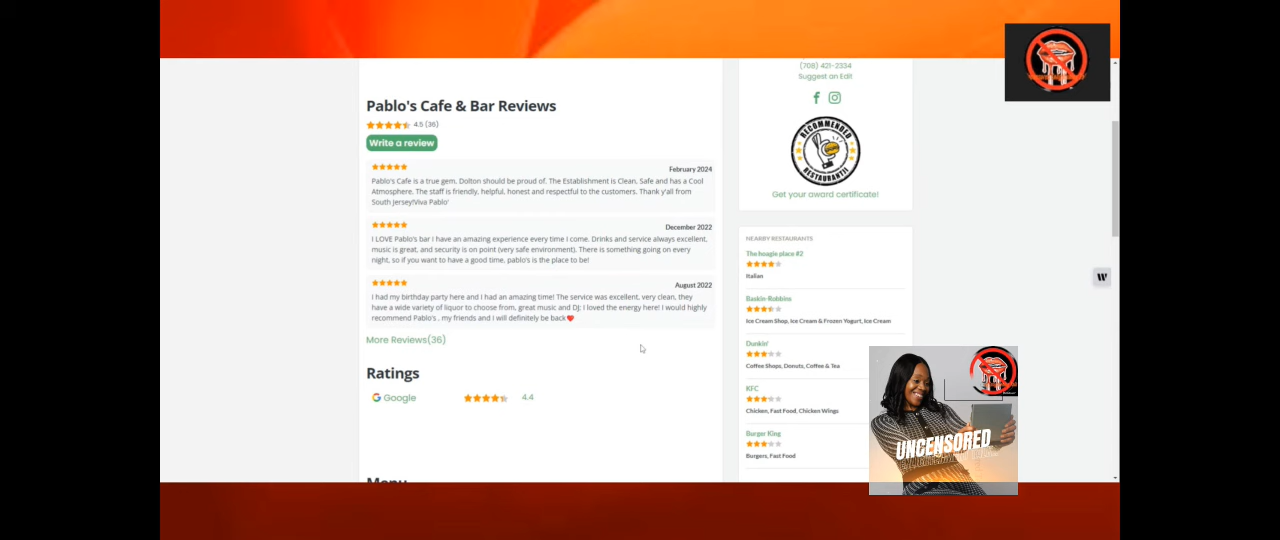 (708) 421-2334
Suggest an Edit
Pablo's Cafe & Bar Reviews
4.5 (36)
Write a review
February 2024
Pablo's Cafe is a true gem, Dolton should be proud of. The Establishment is Clean, Safe and has a Cool
Atmosphere. The staff is friendly, helpful, honest and respectful to the customers. Thank y'all from
South Jersey!Viva Pablo'
December 2022
I LOVE Pablo's bar I have an amazing experience every time I come. Drinks and service always excellent,
music is great, and security is on point (very safe environment). There is something going on every
night, so if you want to have a good time, pablo's is the place to be!
August 2022
I had my birthday party here and I had an amazing time! The service was excellent, very clean, they
have a wide variety of liquor to choose from, great music and DJ; I loved the energy here! I would highly
recommend Pablo's . my friends and I will definitely be back❤
More Reviews(36)
Ratings
Google
4.4
Menu
RECOMMENDED
RESTAURANT!
Get your award certificate!
NEARBY RESTAURANTS
The hoagie place #2
Italian
Baskin-Robbins
Ice Cream Shop, Ice Cream & Frozen Yogurt, Ice Cream
Dunkin'
Coffee Shops, Donuts, Coffee & Tea
KFC
Chicken, Fast Food, Chicken Wings
Burger King
Burgers, Fast Food
W
UNCENSORED